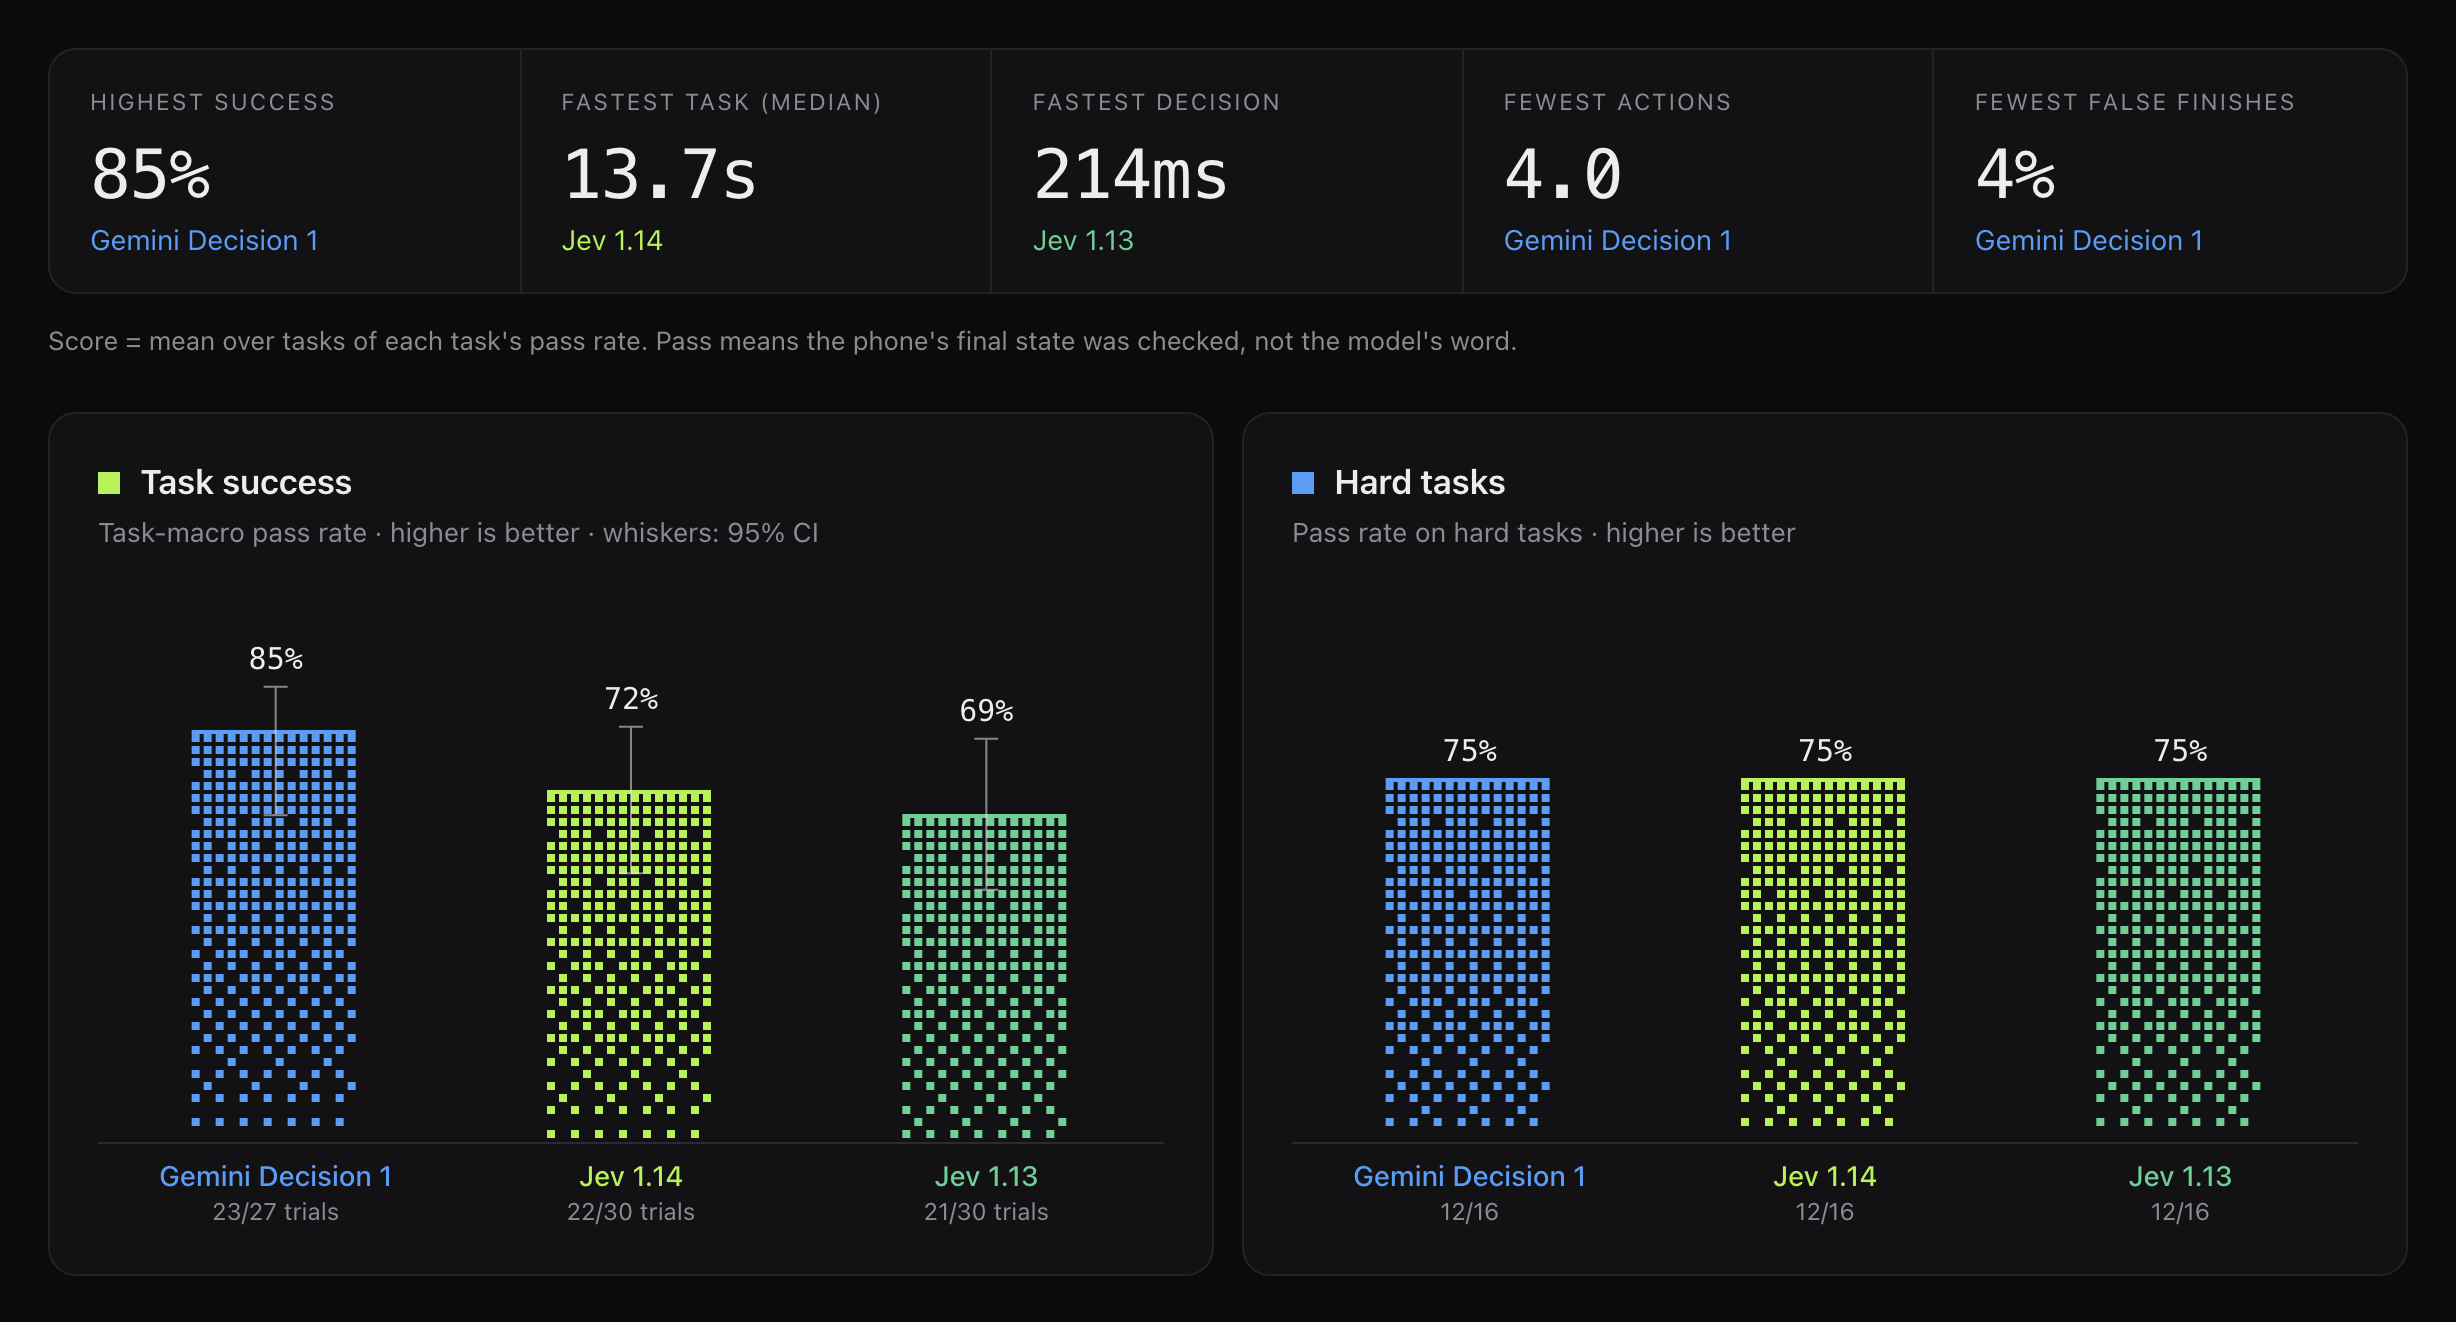 HIGHEST SUCCESS
85%
Gemini Decision 1
FASTEST TASK (MEDIAN)
13.7s
Jev 1.14
FASTEST DECISION
214ms
Jev 1.13
FEWEST ACTIONS
4.0
Gemini Decision 1
FEWEST FALSE FINISHES
4%
Gemini Decision 1
Score = mean over tasks of each task's pass rate. Pass means the phone's final state was checked, not the model's word.
Task success
Task-macro pass rate · higher is better · whiskers: 95% CI
85%
72%
69%
Gemini Decision 1
23/27 trials
Jev 1.14
22/30 trials
Jev 1.13
21/30 trials
Hard tasks
Pass rate on hard tasks · higher is better
75%
75%
75%
Gemini Decision 1
12/16
Jev 1.14
12/16
Jev 1.13
12/16